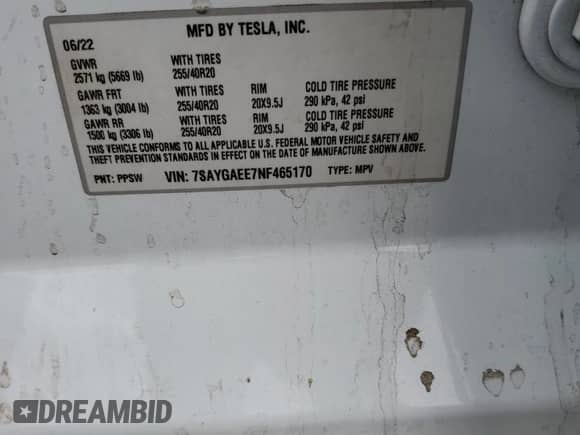 MFD BY TESLA, INC.
06/22
GVWR WITH TIRES
2571 kg (5669 lb) 255/40R20
GAWR FRT WITH TIRES RIM COLD TIRE PRESSURE
1363 kg (3004 lb) 255/40R20 20X9.5J 290 kPa, 42 psi
GAWR RR WITH TIRES RIM COLD TIRE PRESSURE
1500 kg (3306 lb) 255/40R20 20X9.5J 290 kPa, 42 psi
THIS VEHICLE CONFORMS TO ALL APPLICABLE U.S. FEDERAL MOTOR VEHICLE SAFETY AND
THEFT PREVENTION STANDARDS IN EFFECT ON THE DATE OF MANUFACTURE SHOWN ABOVE.
PNT: PPSW VIN: 7SAYGAEE7NF465170 TYPE: MPV
DREAMBID